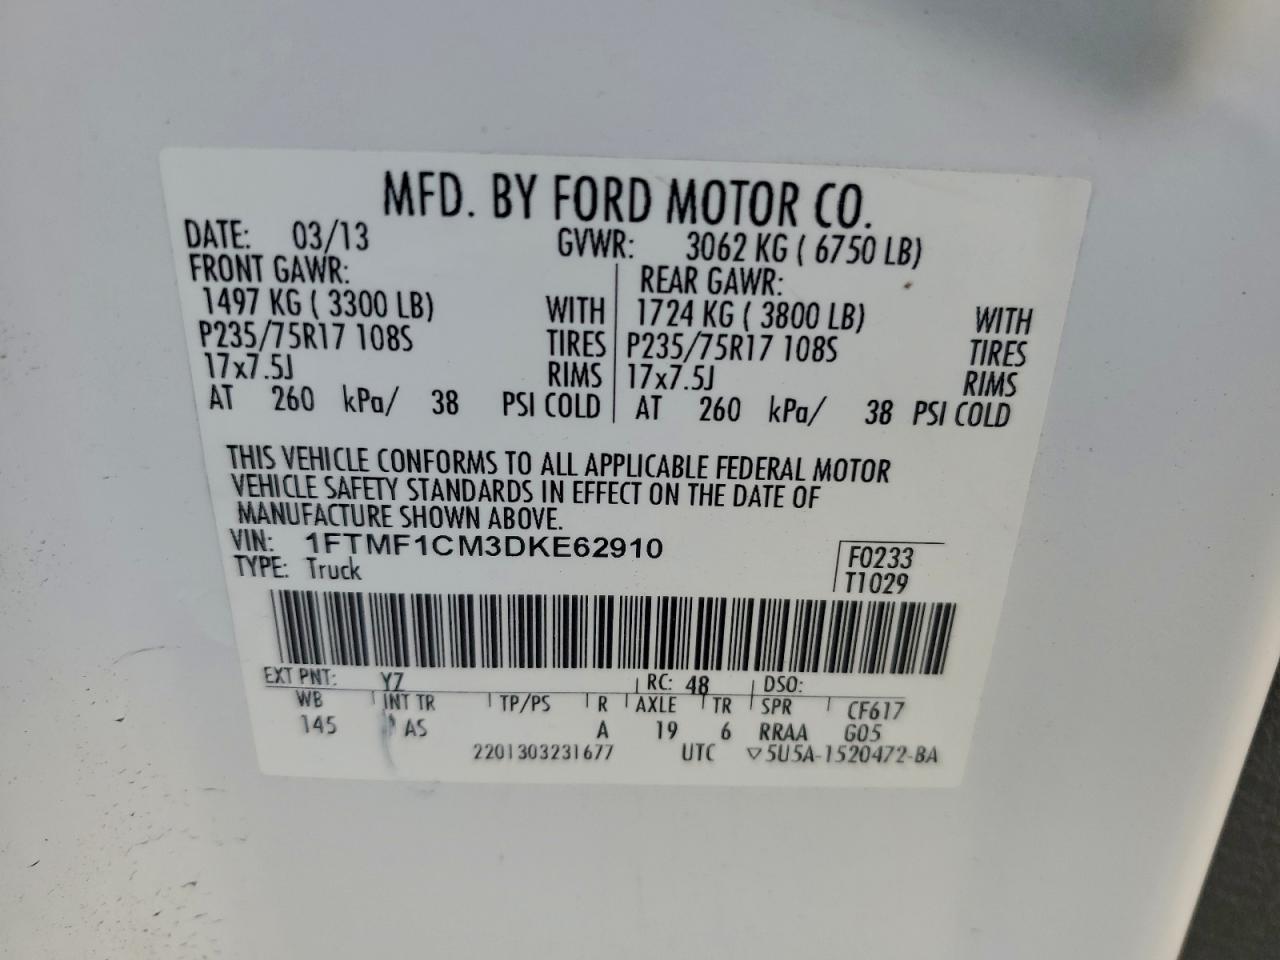 MFD. BY FORD MOTOR CO.
DATE: 03/13 GVWR: 3062 KG ( 6750 LB)
FRONT GAWR: REAR GAWR:
1497 KG ( 3300 LB) WITH 1724 KG ( 3800 LB) WITH
P235/75R17 108S TIRES P235/75R17 108S TIRES
17x7.5J RIMS 17x7.5J RIMS
AT 260 kPa/ 38 PSI COLD AT 260 kPa/ 38 PSI COLD
THIS VEHICLE CONFORMS TO ALL APPLICABLE FEDERAL MOTOR
VEHICLE SAFETY STANDARDS IN EFFECT ON THE DATE OF
MANUFACTURE SHOWN ABOVE.
VIN: 1FTMF1CM3DKE62910 F0233
TYPE: Truck T1029
EXT PNT: YZ RC: 48 DSO:
WB INT TR TP/PS R AXLE TR SPR CF617
145 AS A 19 6 RRAA G05
2201303231677 UTC ▽5U5A-1520472-BA